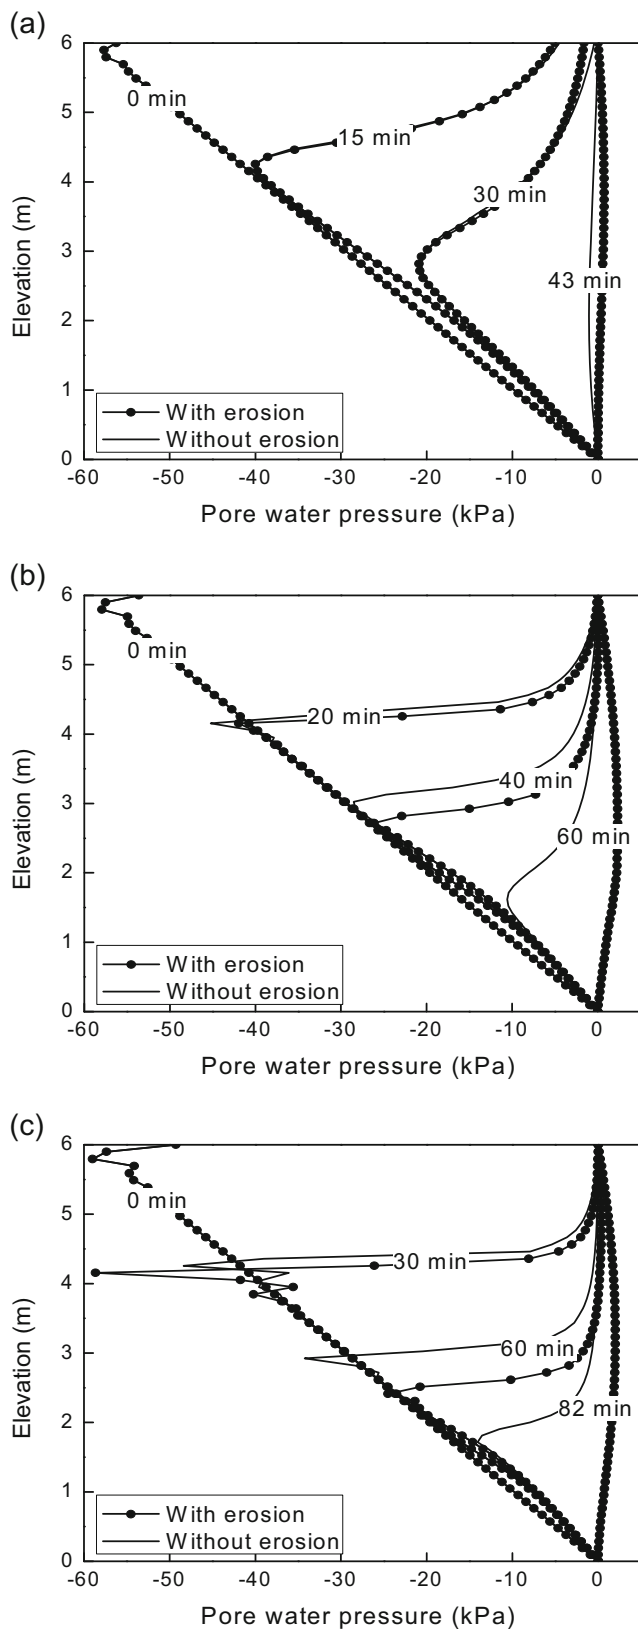 (a)
6
5
4
3
2
1
0
Elevation (m)
0 min
15 min
30 min
43 min
With erosion
Without erosion
-60 -50 -40 -30 -20 -10 0
Pore water pressure (kPa)
(b)
6
5
4
3
2
1
0
Elevation (m)
0 min
20 min
40 min
60 min
With erosion
Without erosion
-60 -50 -40 -30 -20 -10 0
Pore water pressure (kPa)
(c)
6
5
4
3
2
1
0
Elevation (m)
0 min
30 min
60 min
82 min
With erosion
Without erosion
-60 -50 -40 -30 -20 -10 0
Pore water pressure (kPa)